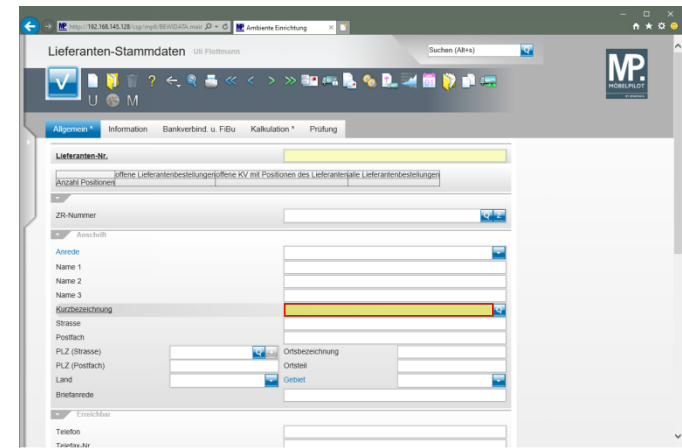 http://192.168.145.128/csp/mp8/BEWIDATA.main
Ambiente Einrichtung
Lieferanten-Stammdaten Uli Flottmann
Suchen (Alt+s)
MP.
MÖBELPILOT
? << < > >>
U M
Allgemein * Information Bankverbind. u. FiBu Kalkulation * Prüfung
Lieferanten-Nr.
offene Lieferantenbestellungen offene KV mit Positionen des Lieferanten alle Lieferantenbestellungen
Anzahl Positionen
ZR-Nummer
Anschrift
Anrede
Name 1
Name 2
Name 3
Kurzbezeichnung
Strasse
Postfach
PLZ (Strasse) Ortsbezeichnung
PLZ (Postfach) Ortsteil
Land Gebiet
Briefanrede
Erreichbar
Telefon
Telefax-Nr.